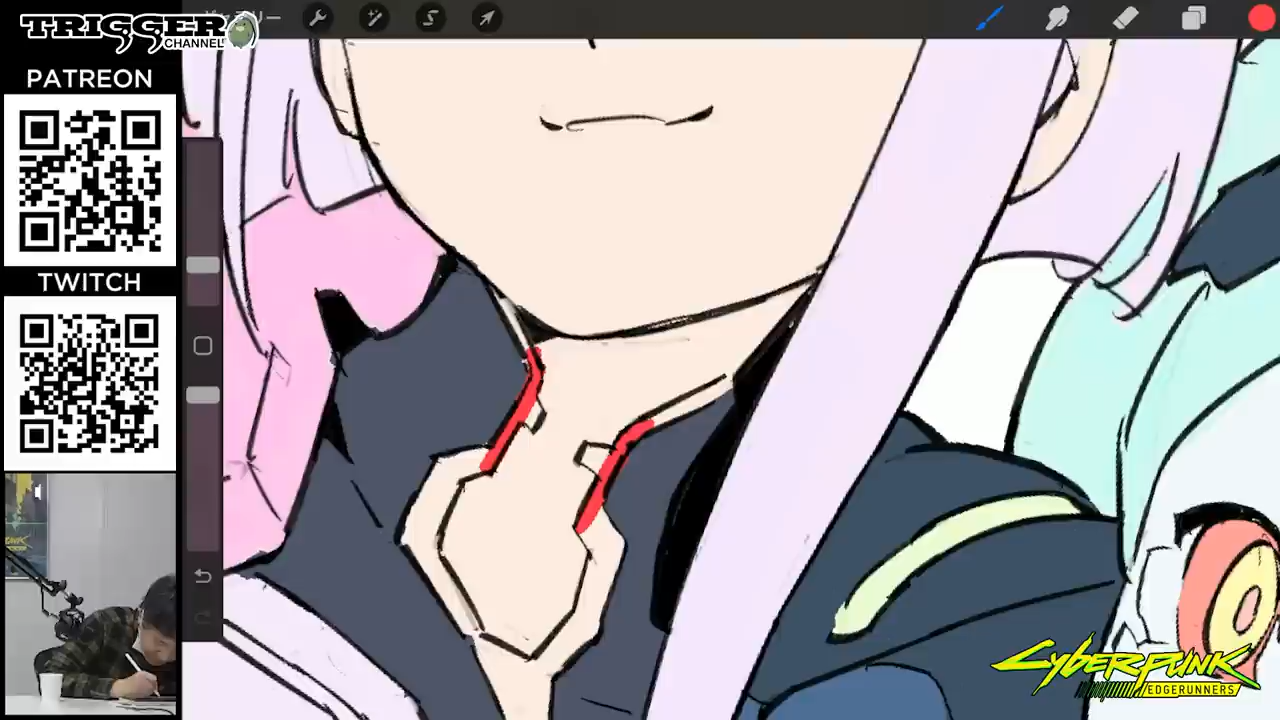 TRIGGER
CHANNEL
PATREON
TWITCH
CYBERPUNK
EDGERUNNERS